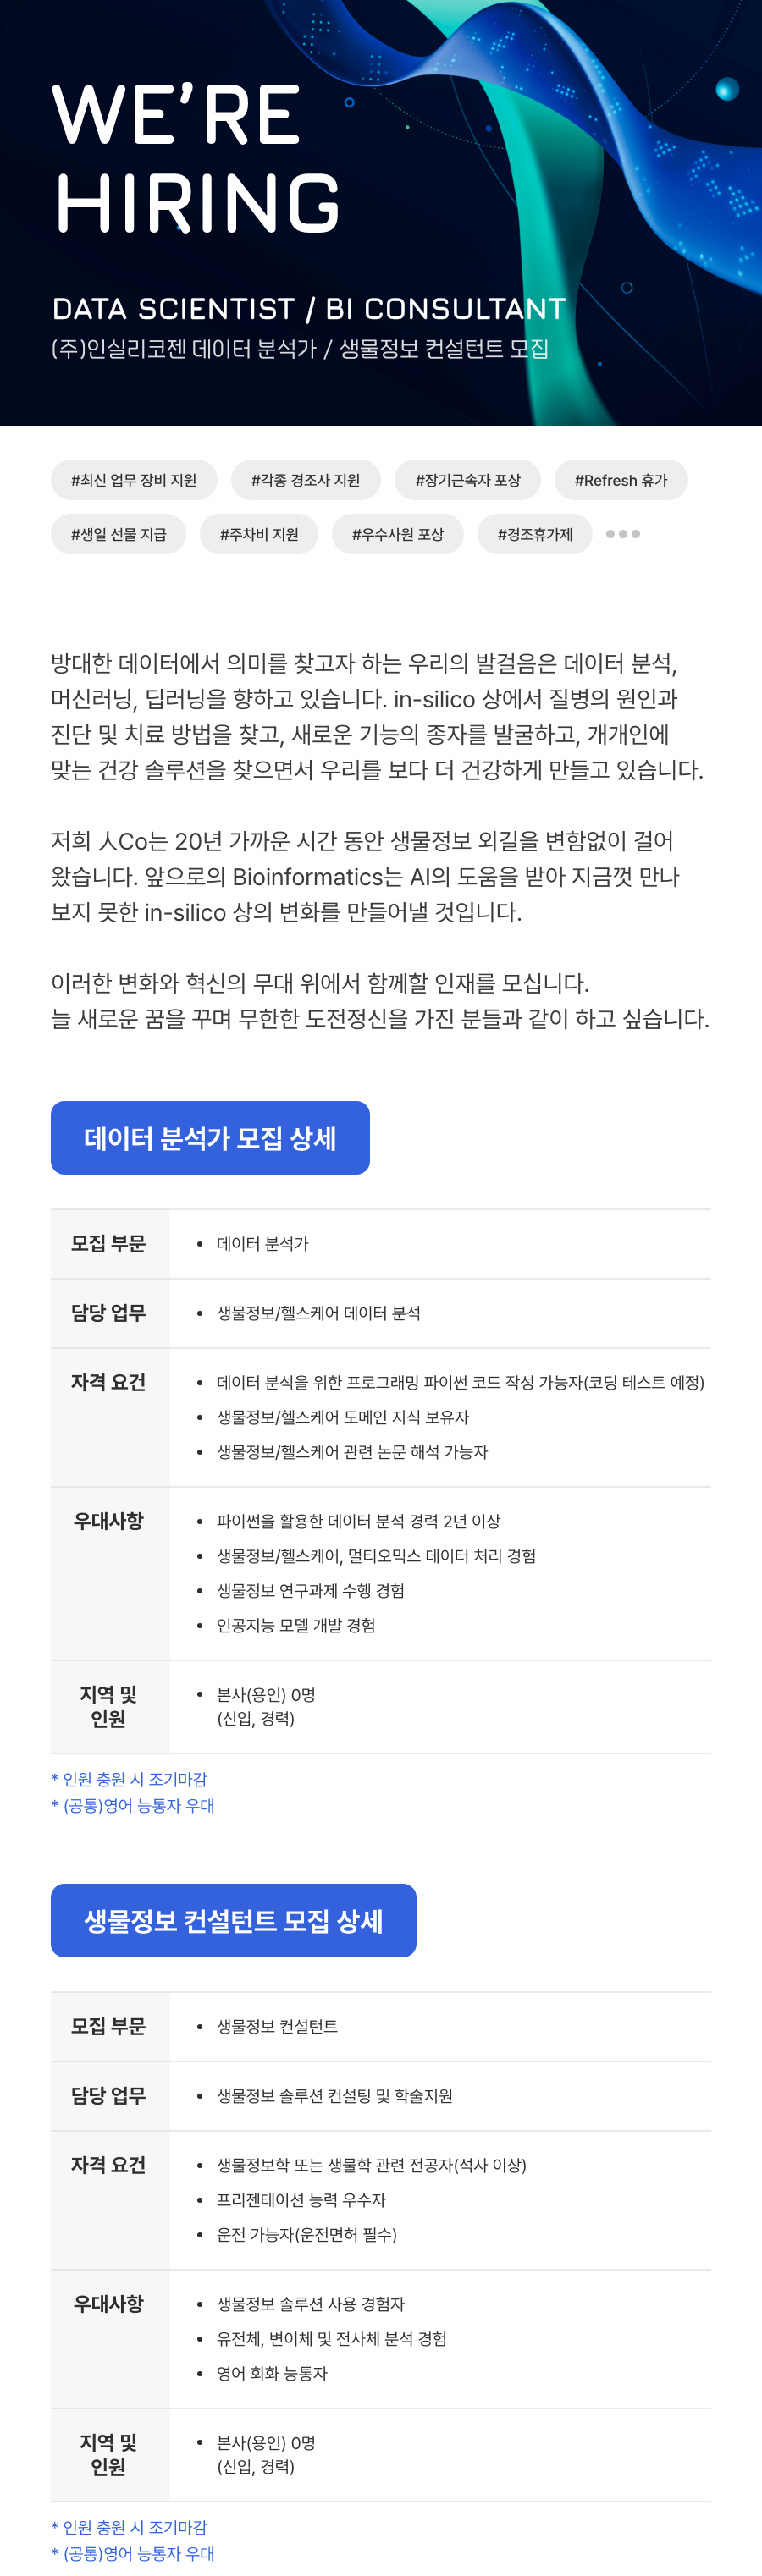 WE'RE
HIRING
DATA SCIENTIST / BI CONSULTANT
(주)인실리코젠 데이터 분석가 / 생물정보 컨설턴트 모집
#최신 업무 장비 지원 #각종 경조사 지원 #장기근속자 포상 #Refresh 휴가
#생일 선물 지급 #주차비 지원 #우수사원 포상 #경조휴가제
방대한 데이터에서 의미를 찾고자 하는 우리의 발걸음은 데이터 분석,
머신러닝, 딥러닝을 향하고 있습니다. in-silico 상에서 질병의 원인과
진단 및 치료 방법을 찾고, 새로운 기능의 종자를 발굴하고, 개개인에
맞는 건강 솔루션을 찾으면서 우리를 보다 더 건강하게 만들고 있습니다.
저희 人Co는 20년 가까운 시간 동안 생물정보 외길을 변함없이 걸어
왔습니다. 앞으로의 Bioinformatics는 AI의 도움을 받아 지금껏 만나
보지 못한 in-silico 상의 변화를 만들어낼 것입니다.
이러한 변화와 혁신의 무대 위에서 함께할 인재를 모십니다.
늘 새로운 꿈을 꾸며 무한한 도전정신을 가진 분들과 같이 하고 싶습니다.
데이터 분석가 모집 상세
모집 부문
• 데이터 분석가
담당 업무
• 생물정보/헬스케어 데이터 분석
자격 요건
• 데이터 분석을 위한 프로그래밍 파이썬 코드 작성 가능자(코딩 테스트 예정)
• 생물정보/헬스케어 도메인 지식 보유자
• 생물정보/헬스케어 관련 논문 해석 가능자
우대사항
• 파이썬을 활용한 데이터 분석 경력 2년 이상
• 생물정보/헬스케어, 멀티오믹스 데이터 처리 경험
• 생물정보 연구과제 수행 경험
• 인공지능 모델 개발 경험
지역 및
인원
• 본사(용인) 0명
(신입, 경력)
* 인원 충원 시 조기마감
* (공통)영어 능통자 우대
생물정보 컨설턴트 모집 상세
모집 부문
• 생물정보 컨설턴트
담당 업무
• 생물정보 솔루션 컨설팅 및 학술지원
자격 요건
• 생물정보학 또는 생물학 관련 전공자(석사 이상)
• 프리젠테이션 능력 우수자
• 운전 가능자(운전면허 필수)
우대사항
• 생물정보 솔루션 사용 경험자
• 유전체, 변이체 및 전사체 분석 경험
• 영어 회화 능통자
지역 및
인원
• 본사(용인) 0명
(신입, 경력)
* 인원 충원 시 조기마감
* (공통)영어 능통자 우대